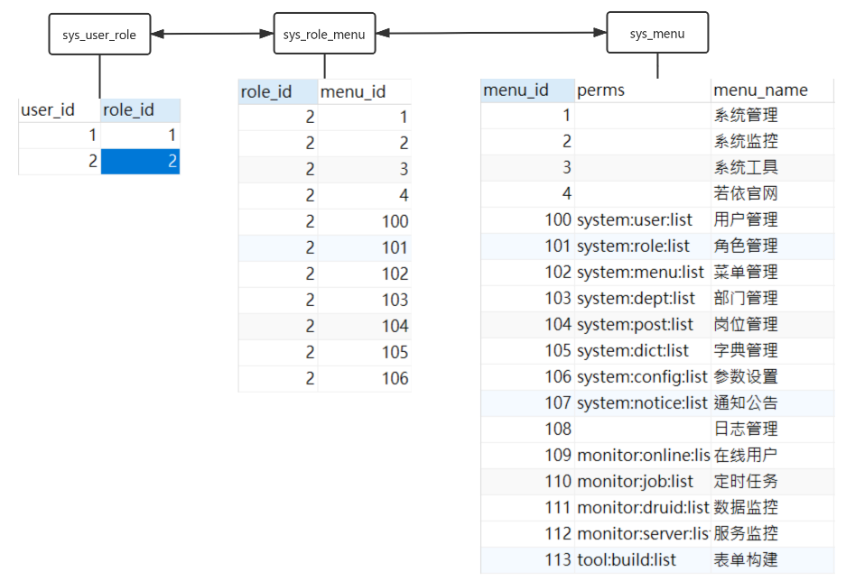 sys_user_role
sys_role_menu
sys_menu
user_id role_id
1 1
2 2
role_id menu_id
2 1
2 2
2 3
2 4
2 100
2 101
2 102
2 103
2 104
2 105
2 106
menu_id perms menu_name
1 系统管理
2 系统监控
3 系统工具
4 若依官网
100 system:user:list 用户管理
101 system:role:list 角色管理
102 system:menu:list 菜单管理
103 system:dept:list 部门管理
104 system:post:list 岗位管理
105 system:dict:list 字典管理
106 system:config:list 参数设置
107 system:notice:list 通知公告
108 日志管理
109 monitor:online:lis 在线用户
110 monitor:job:list 定时任务
111 monitor:druid:list 数据监控
112 monitor:server:lis 服务监控
113 tool:build:list 表单构建